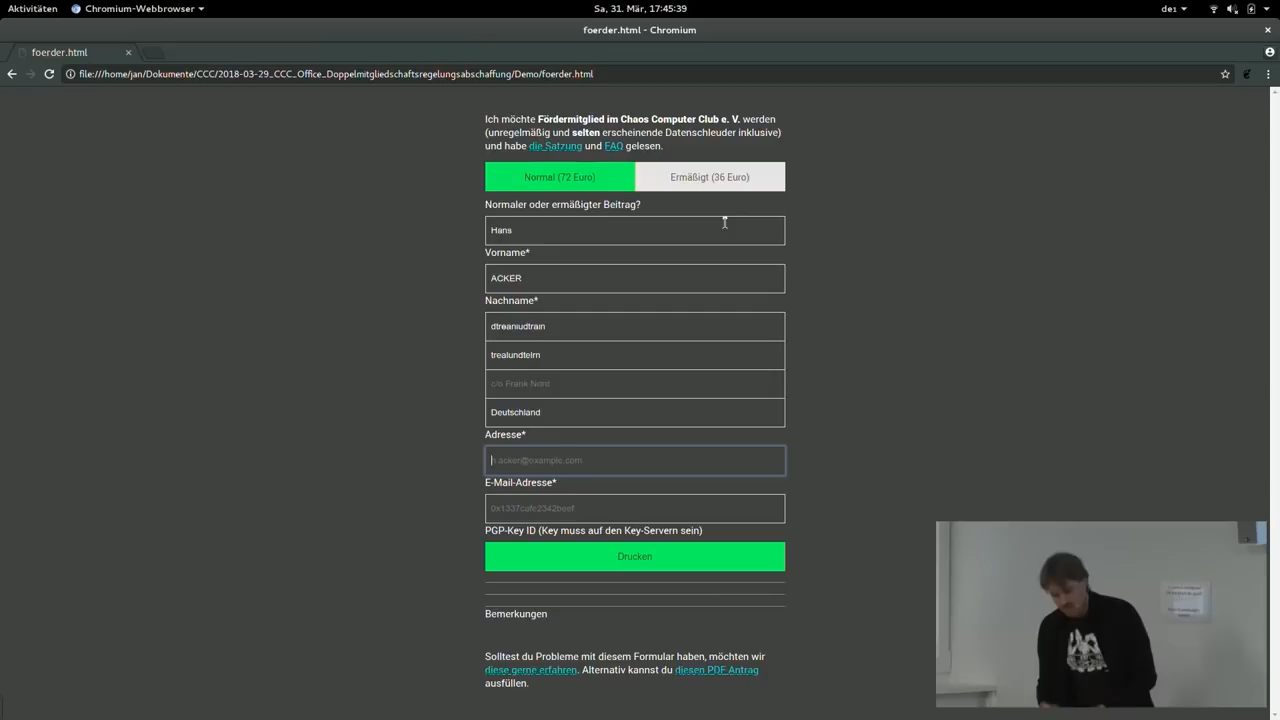 Aktivitäten
Chromium-Webbrowser
Sa, 31. Mär, 17:45:39
de1
foerder.html - Chromium
foerder.html
file:///home/jan/Dokumente/CCC/2018-03-29_CCC_Office_Doppelmitgliedschaftsregelungsabschaffung/Demo/foerder.html
Ich möchte Fördermitglied im Chaos Computer Club e. V. werden
(unregelmäßig und selten erscheinende Datenschleuder inklusive)
und habe die Satzung und FAQ gelesen.
Normal (72 Euro)
Ermäßigt (36 Euro)
Normaler oder ermäßigter Beitrag?
Hans
Vorname*
ACKER
Nachname*
dtreaniudtrain
trealundteirn
c/o Frank Nord
Deutschland
Adresse*
h.acker@example.com
E-Mail-Adresse*
0x1337cafe2342beef
PGP-Key ID (Key muss auf den Key-Servern sein)
Drucken
Bemerkungen
Solltest du Probleme mit diesem Formular haben, möchten wir
diese gerne erfahren. Alternativ kannst du diesen PDF Antrag
ausfüllen.